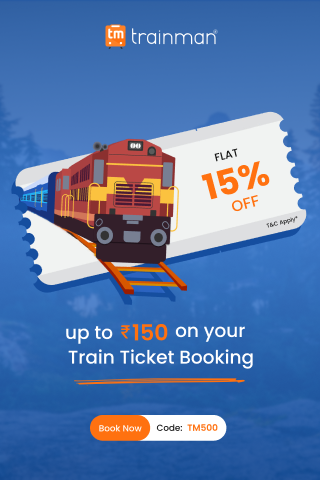 tm trainman®
FLAT
15%
OFF
T&C Apply*
up to ₹150 on your
Train Ticket Booking
Book Now Code: TM500